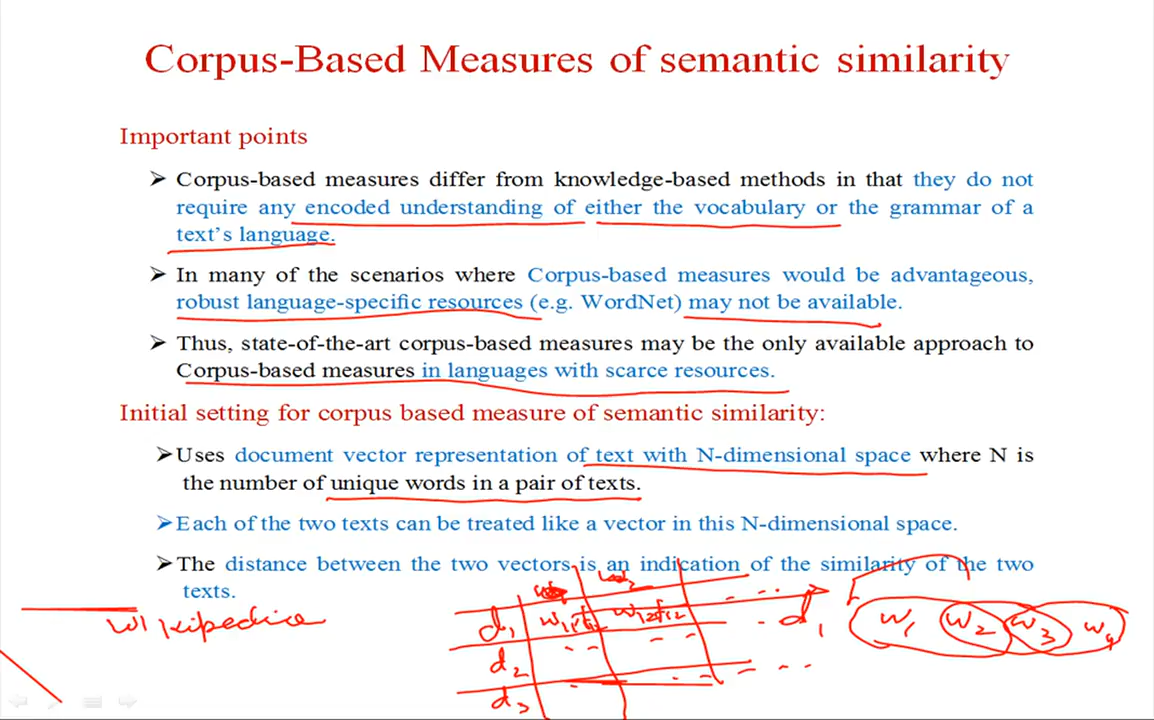 Corpus-Based Measures of semantic similarity
Important points
➤ Corpus-based measures differ from knowledge-based methods in that they do not
require any encoded understanding of either the vocabulary or the grammar of a
text's language.
➤ In many of the scenarios where Corpus-based measures would be advantageous,
robust language-specific resources (e.g. WordNet) may not be available.
➤ Thus, state-of-the-art corpus-based measures may be the only available approach to
Corpus-based measures in languages with scarce resources.
Initial setting for corpus based measure of semantic similarity:
➤Uses document vector representation of text with N-dimensional space where N is
the number of unique words in a pair of texts.
➤Each of the two texts can be treated like a vector in this N-dimensional space.
➤The distance between the two vectors is an indication of the similarity of the two
texts.
Wikipedia
d1 d1 w1 w2 w3 w4
d2
d3